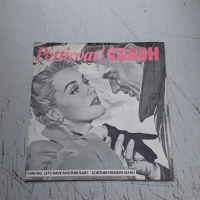 Petticoat / CRASH
DARLING, LET'S HAVE ANOTHER BABY · SCHÖNER FREMDER MANN